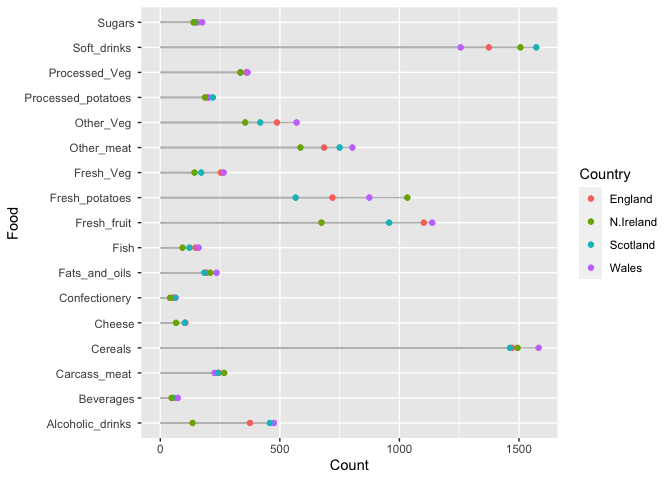 Sugars
Soft_drinks
Processed_Veg
Processed_potatoes
Other_Veg
Other_meat
Fresh_Veg
Fresh_potatoes
Fresh_fruit
Fish
Fats_and_oils
Confectionery
Cheese
Cereals
Carcass_meat
Beverages
Alcoholic_drinks
Food
0 500 1000 1500
Count
Country
England
N.Ireland
Scotland
Wales